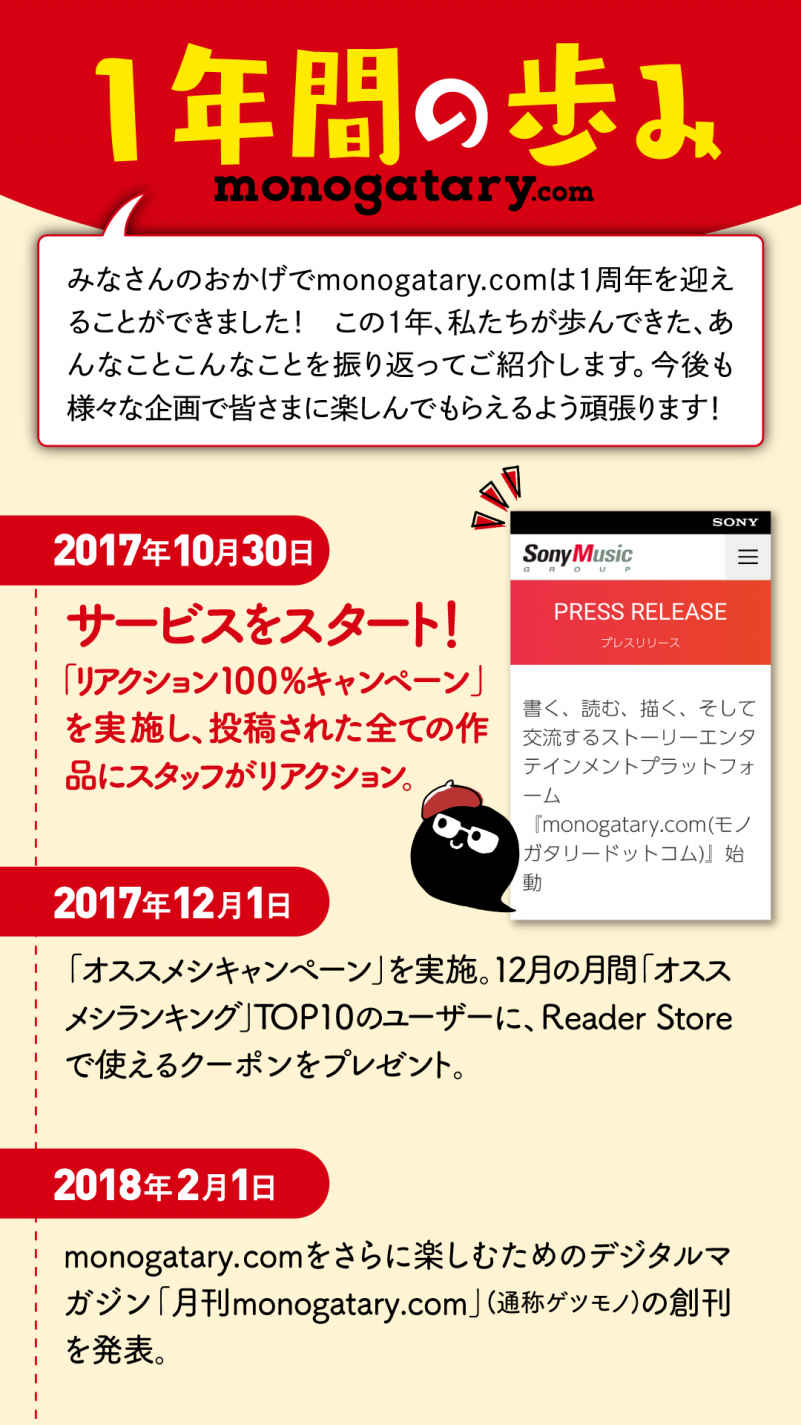 1年間の歩み
monogatary.com
みなさんのおかげでmonogatary.comは1周年を迎え
ることができました！　この1年、私たちが歩んできた、あ
んなことこんなことを振り返ってご紹介します。今後も
様々な企画で皆さまに楽しんでもらえるよう頑張ります！
2017年10月30日
サービスをスタート！
「リアクション100％キャンペーン」
を実施し、投稿された全ての作
品にスタッフがリアクション。
SONY
SonyMusic
GROUP
PRESS RELEASE
プレスリリース
書く、読む、描く、そして
交流するストーリーエンタ
テインメントプラットフォ
ーム
『monogatary.com(モノ
ガタリードットコム)』始
動
2017年12月1日
「オススメシキャンペーン」を実施。12月の月間「オスス
メシランキング」TOP10のユーザーに、Reader Store
で使えるクーポンをプレゼント。
2018年2月1日
monogatary.comをさらに楽しむためのデジタルマ
ガジン「月刊monogatary.com」（通称ゲツモノ）の創刊
を発表。